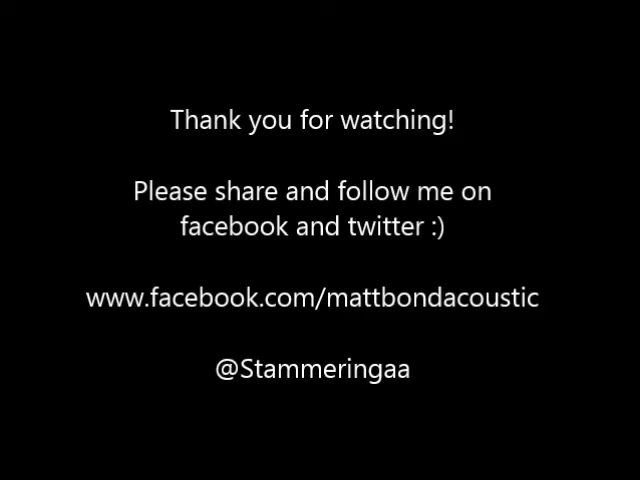 Thank you for watching!
Please share and follow me on
facebook and twitter :)
www.facebook.com/mattbondacoustic
@Stammeringaa